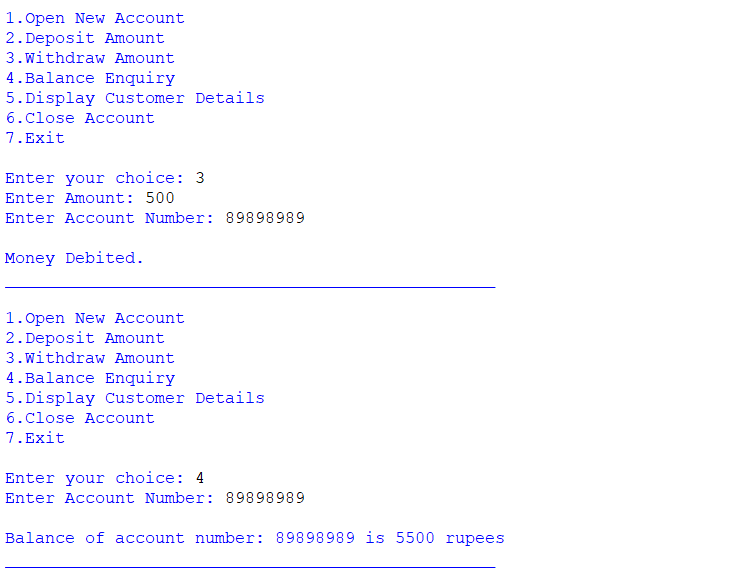 1.Open New Account
2.Deposit Amount
3.Withdraw Amount
4.Balance Enquiry
5.Display Customer Details
6.Close Account
7.Exit
Enter your choice: 3
Enter Amount: 500
Enter Account Number: 89898989
Money Debited.
_________________________________________________
1.Open New Account
2.Deposit Amount
3.Withdraw Amount
4.Balance Enquiry
5.Display Customer Details
6.Close Account
7.Exit
Enter your choice: 4
Enter Account Number: 89898989
Balance of account number: 89898989 is 5500 rupees
_________________________________________________